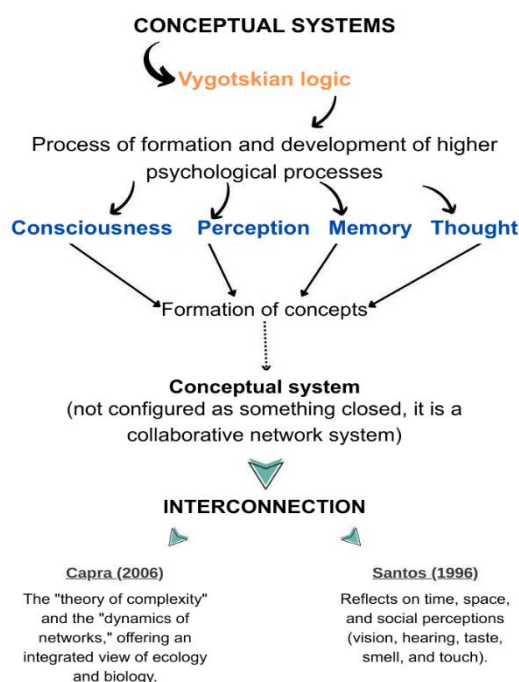 CONCEPTUAL SYSTEMS
Vygotskian logic
Process of formation and development of higher
psychological processes
Consciousness Perception Memory Thought
Formation of concepts
Conceptual system
(not configured as something closed, it is a
collaborative network system)
INTERCONNECTION
Capra (2006)
The "theory of complexity"
and the "dynamics of
networks," offering an
integrated view of ecology
and biology.
Santos (1996)
Reflects on time, space,
and social perceptions
(vision, hearing, taste,
smell, and touch).